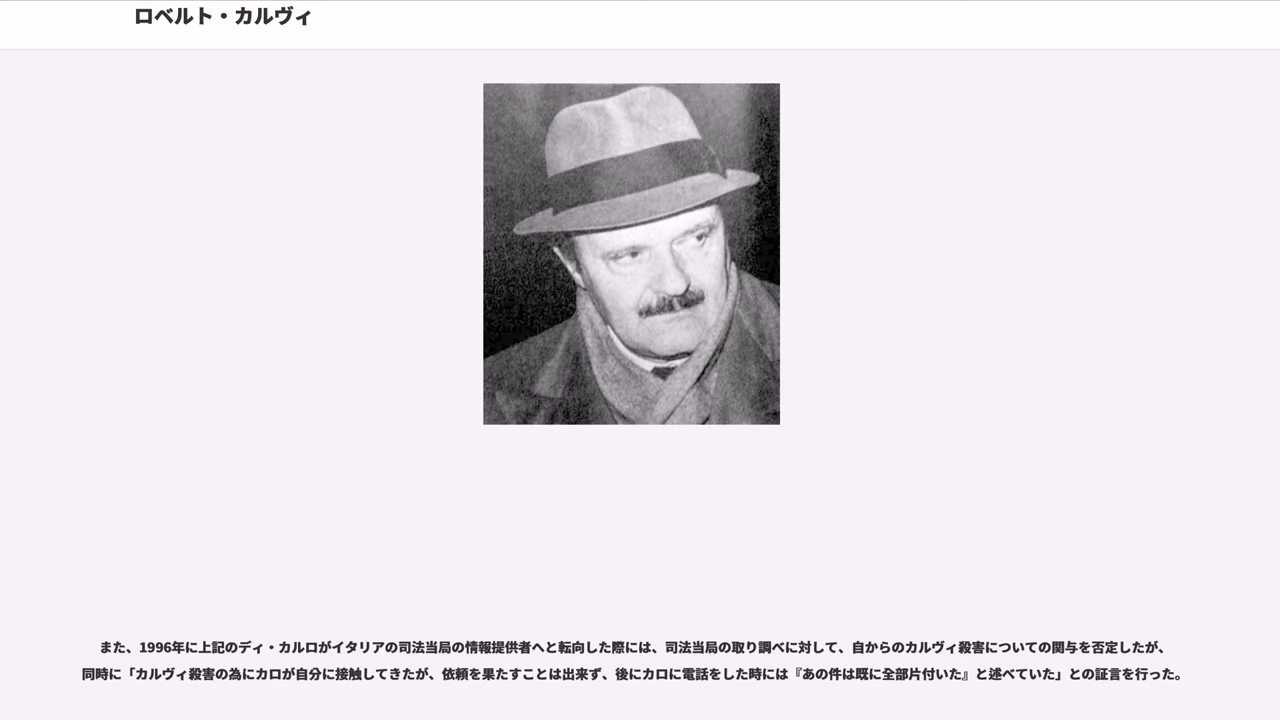 ロベルト・カルヴィ
また、1996年に上記のディ・カルロがイタリアの司法当局の情報提供者へと転向した際には、司法当局の取り調べに対して、自からのカルヴィ殺害についての関与を否定したが、
同時に「カルヴィ殺害の為にカロが自分に接触してきたが、依頼を果たすことは出来ず、後にカロに電話をした時には『あの件は既に全部片付いた』と述べていた」との証言を行った。